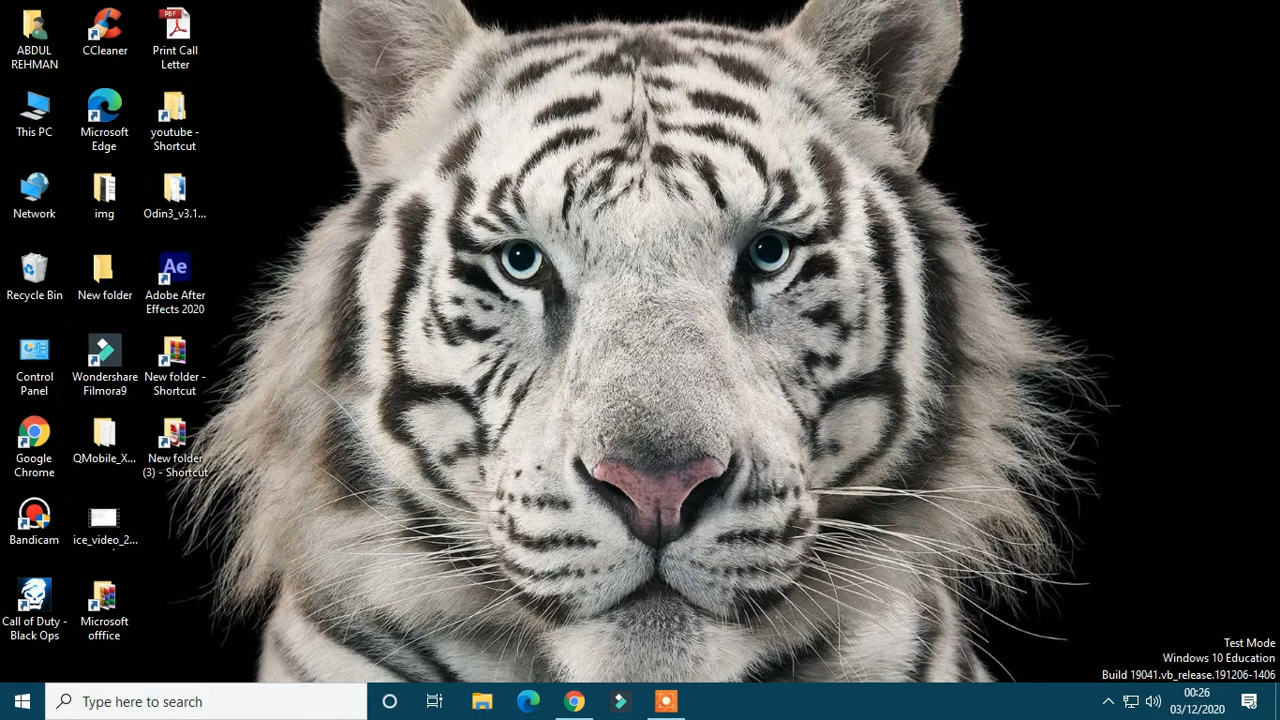 ABDUL
REHMAN
CCleaner
PDF
Print Call
Letter
This PC
Microsoft
Edge
youtube -
Shortcut
Network
img
Odin3_v3.1...
Recycle Bin
New folder
Ae
Adobe After
Effects 2020
Control
Panel
Wondershare
Filmora9
New folder -
Shortcut
Google
Chrome
QMobile_X...
New folder
(3) - Shortcut
Bandicam
ice_video_2...
Call of Duty -
Black Ops
Microsoft
office
Test Mode
Windows 10 Education
Build 19041.vb_release.191206-1406
Type here to search
00:26
03/12/2020